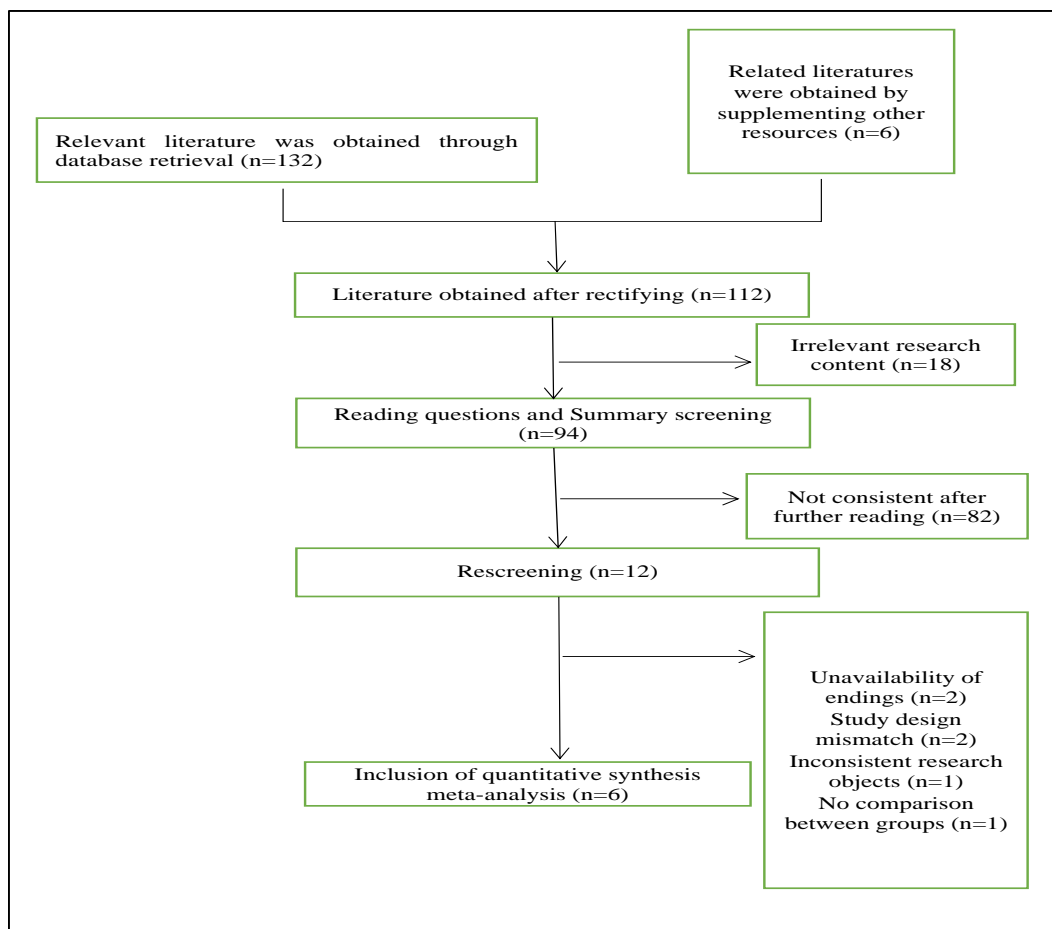 Related literatures
were obtained by
supplementing other
resources (n=6)
Relevant literature was obtained through
database retrieval (n=132)
Literature obtained after rectifying (n=112)
Irrelevant research
content (n=18)
Reading questions and Summary screening
(n=94)
Not consistent after
further reading (n=82)
Rescreening (n=12)
Unavailability of
endings (n=2)
Study design
mismatch (n=2)
Inconsistent research
objects (n=1)
No comparison
between groups (n=1)
Inclusion of quantitative synthesis
meta-analysis (n=6)